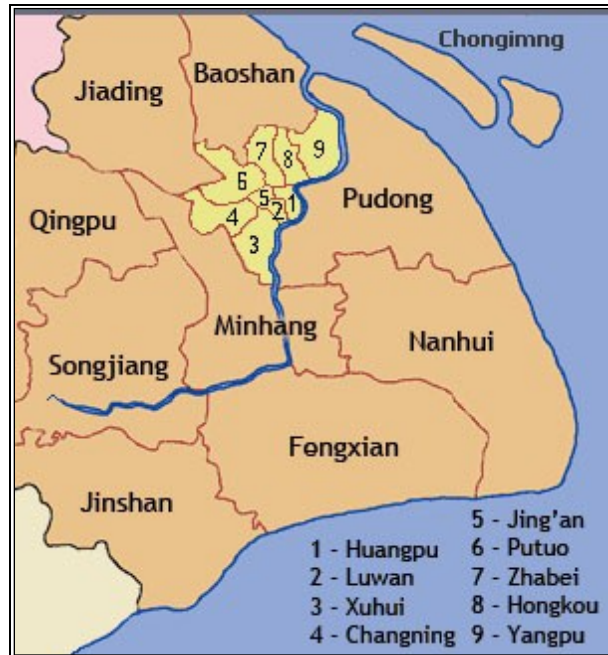 Chongimng
Baoshan
Jiading
7
8
9
6
5
1
2
4
3
Pudong
Qingpu
Minhang
Nanhui
Songjiang
Fengxian
Jinshan
1 - Huangpu
2 - Luwan
3 - Xuhui
4 - Changning
5 - Jing'an
6 - Putuo
7 - Zhabei
8 - Hongkou
9 - Yangpu